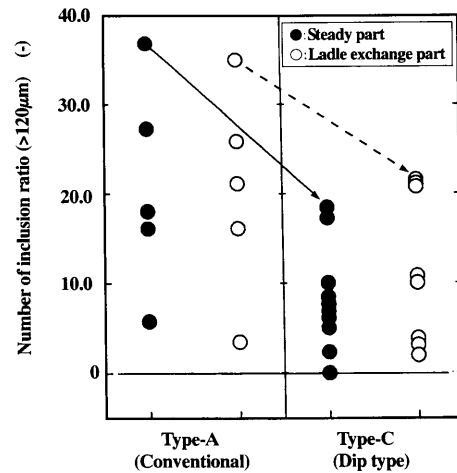 ●:Steady part
○:Ladle exchange part
Number of inclusion ratio (>120μm) (-)
40.0
30.0
20.0
10.0
0
Type-A
(Conventional)
Type-C
(Dip type)